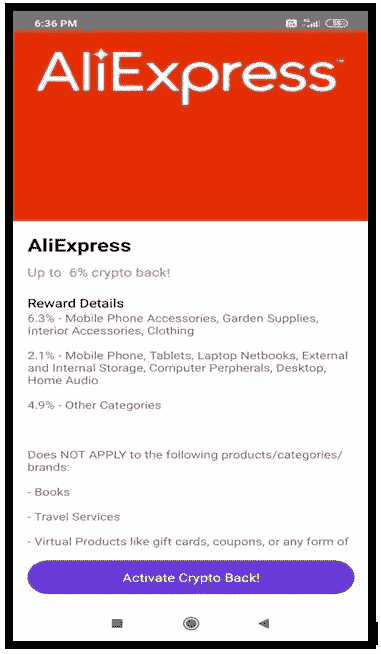 6:36 PM
AliExpress™
AliExpress
Up to 6% crypto back!
Reward Details
6.3% - Mobile Phone Accessories, Garden Supplies,
Interior Accessories, Clothing
2.1% - Mobile Phone, Tablets, Laptop Netbooks, External
and Internal Storage, Computer Perpherals, Desktop,
Home Audio
4.9% - Other Categories
Does NOT APPLY to the following products/categories/
brands:
- Books
- Travel Services
- Virtual Products like gift cards, coupons, or any form of
Activate Crypto Back!